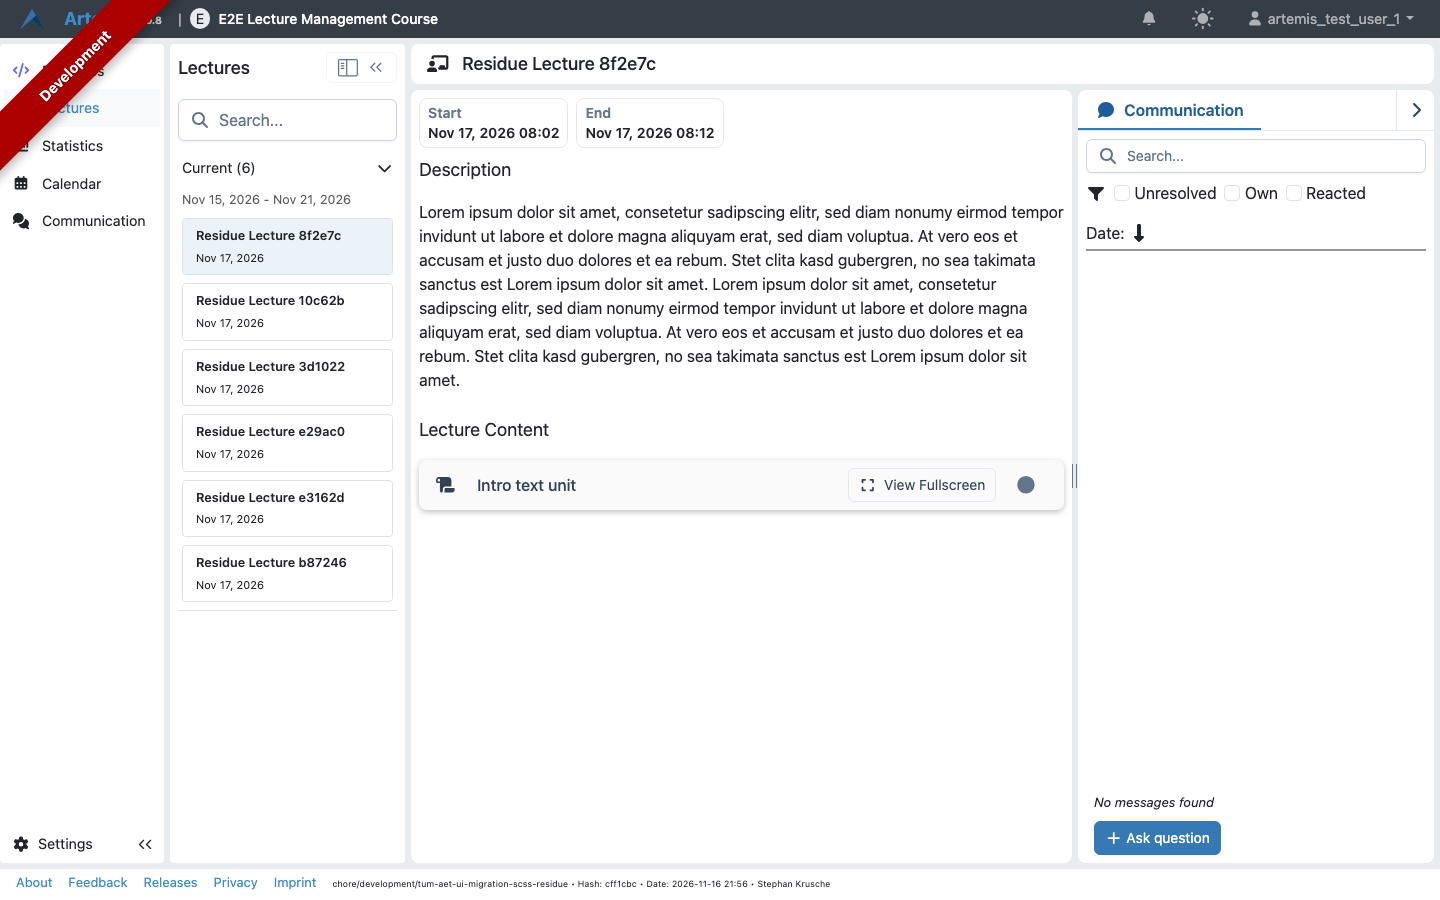 E
E2E Lecture Management Course
artemis_test_user_1
Development
Statistics
Calendar
Communication
Settings
Lectures
Search...
Current (6)
Nov 15, 2026 - Nov 21, 2026
Residue Lecture 8f2e7c
Nov 17, 2026
Residue Lecture 10c62b
Nov 17, 2026
Residue Lecture 3d1022
Nov 17, 2026
Residue Lecture e29ac0
Nov 17, 2026
Residue Lecture e3162d
Nov 17, 2026
Residue Lecture b87246
Nov 17, 2026
Residue Lecture 8f2e7c
Start
Nov 17, 2026 08:02
End
Nov 17, 2026 08:12
Description
Lorem ipsum dolor sit amet, consetetur sadipscing elitr, sed diam nonumy eirmod tempor
invidunt ut labore et dolore magna aliquyam erat, sed diam voluptua. At vero eos et
accusam et justo duo dolores et ea rebum. Stet clita kasd gubergren, no sea takimata
sanctus est Lorem ipsum dolor sit amet. Lorem ipsum dolor sit amet, consetetur
sadipscing elitr, sed diam nonumy eirmod tempor invidunt ut labore et dolore magna
aliquyam erat, sed diam voluptua. At vero eos et accusam et justo duo dolores et ea
rebum. Stet clita kasd gubergren, no sea takimata sanctus est Lorem ipsum dolor sit
amet.
Lecture Content
Intro text unit
View Fullscreen
Communication
Search...
Unresolved Own Reacted
Date:
No messages found
Ask question
About Feedback Releases Privacy Imprint chore/development/tum-aet-ui-migration-scss-residue • Hash: cff1cbc • Date: 2026-11-16 21:56 • Stephan Krusche